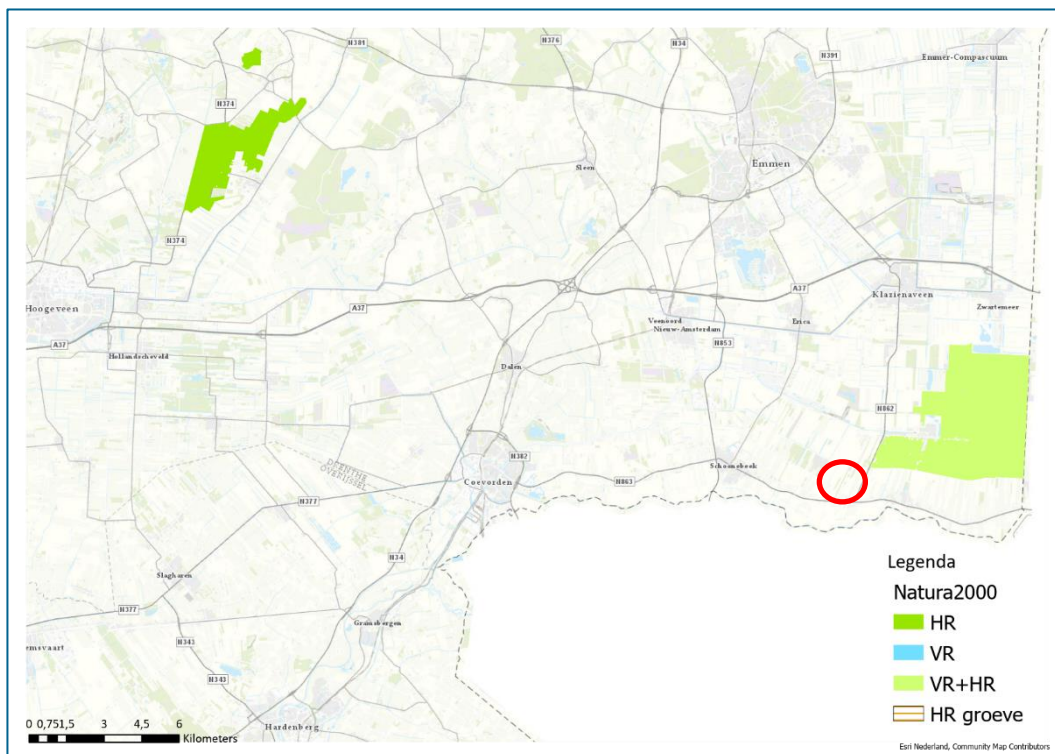 N381
N376
N34
N391
Emmer-Compascuum
N374
Sleen
Emmen
N374
Hoogeveen
A37
A37
Klazienaveen
Zwartemeer
A37
Veenoord
Nieuw-Amsterdam
Erica
Hollandscheveld
N853
Dalen
N862
DRENTHE
OVERIJSSEL
N382
Schoonebeek
Coevorden
N863
N377
N34
Slagharen
N377
Gramsbergen
emsvaart
N343
N343
Hardenberg
Legenda
Natura2000
HR
VR
VR+HR
HR groeve
0 0,751,5 3 4,5 6
Kilometers
Esri Nederland, Community Map Contributors